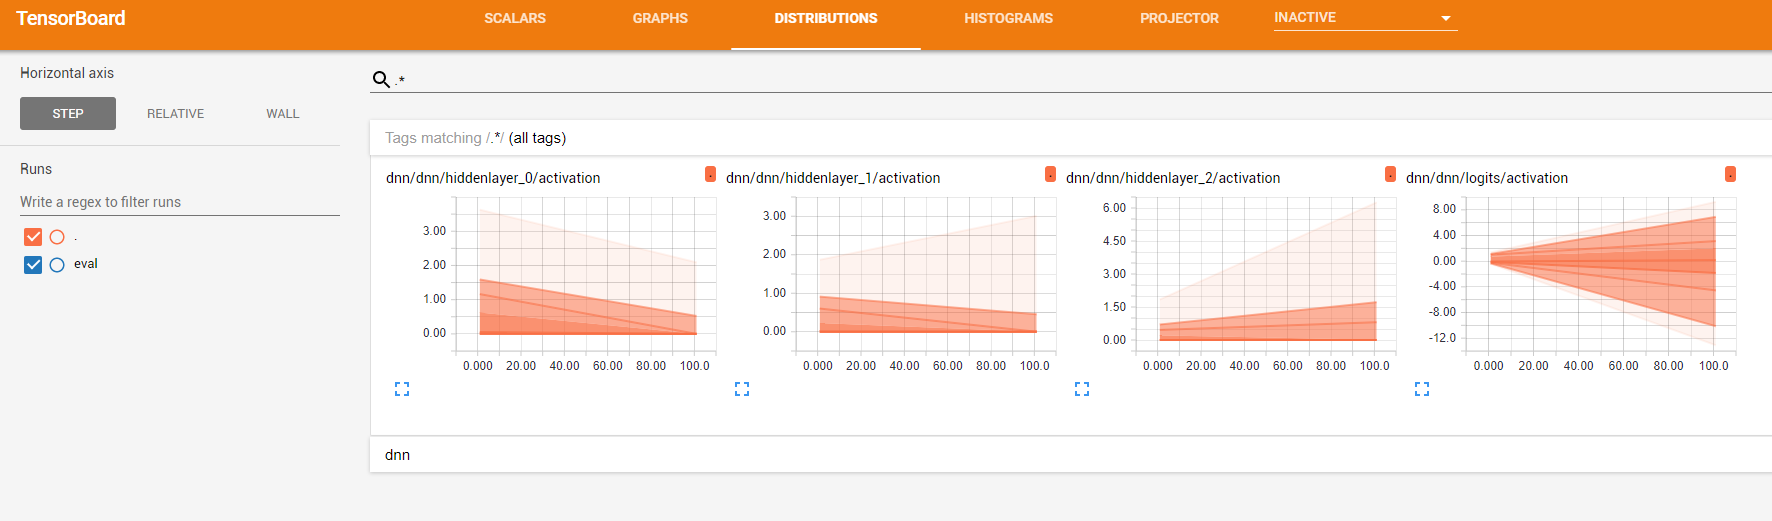 TensorBoard SCALARS GRAPHS DISTRIBUTIONS HISTOGRAMS PROJECTOR INACTIVE
Horizontal axis
STEP RELATIVE WALL
Runs
Write a regex to filter runs
.
eval
.*
Tags matching /.*/ (all tags)
dnn/dnn/hiddenlayer_0/activation .
3.00
2.00
1.00
0.00
0.000 20.00 40.00 60.00 80.00 100.0
dnn/dnn/hiddenlayer_1/activation .
3.00
2.00
1.00
0.00
0.000 20.00 40.00 60.00 80.00 100.0
dnn/dnn/hiddenlayer_2/activation .
6.00
4.50
3.00
1.50
0.00
0.000 20.00 40.00 60.00 80.00 100.0
dnn/dnn/logits/activation .
8.00
4.00
0.00
-4.00
-8.00
-12.0
0.000 20.00 40.00 60.00 80.00 100.0
dnn